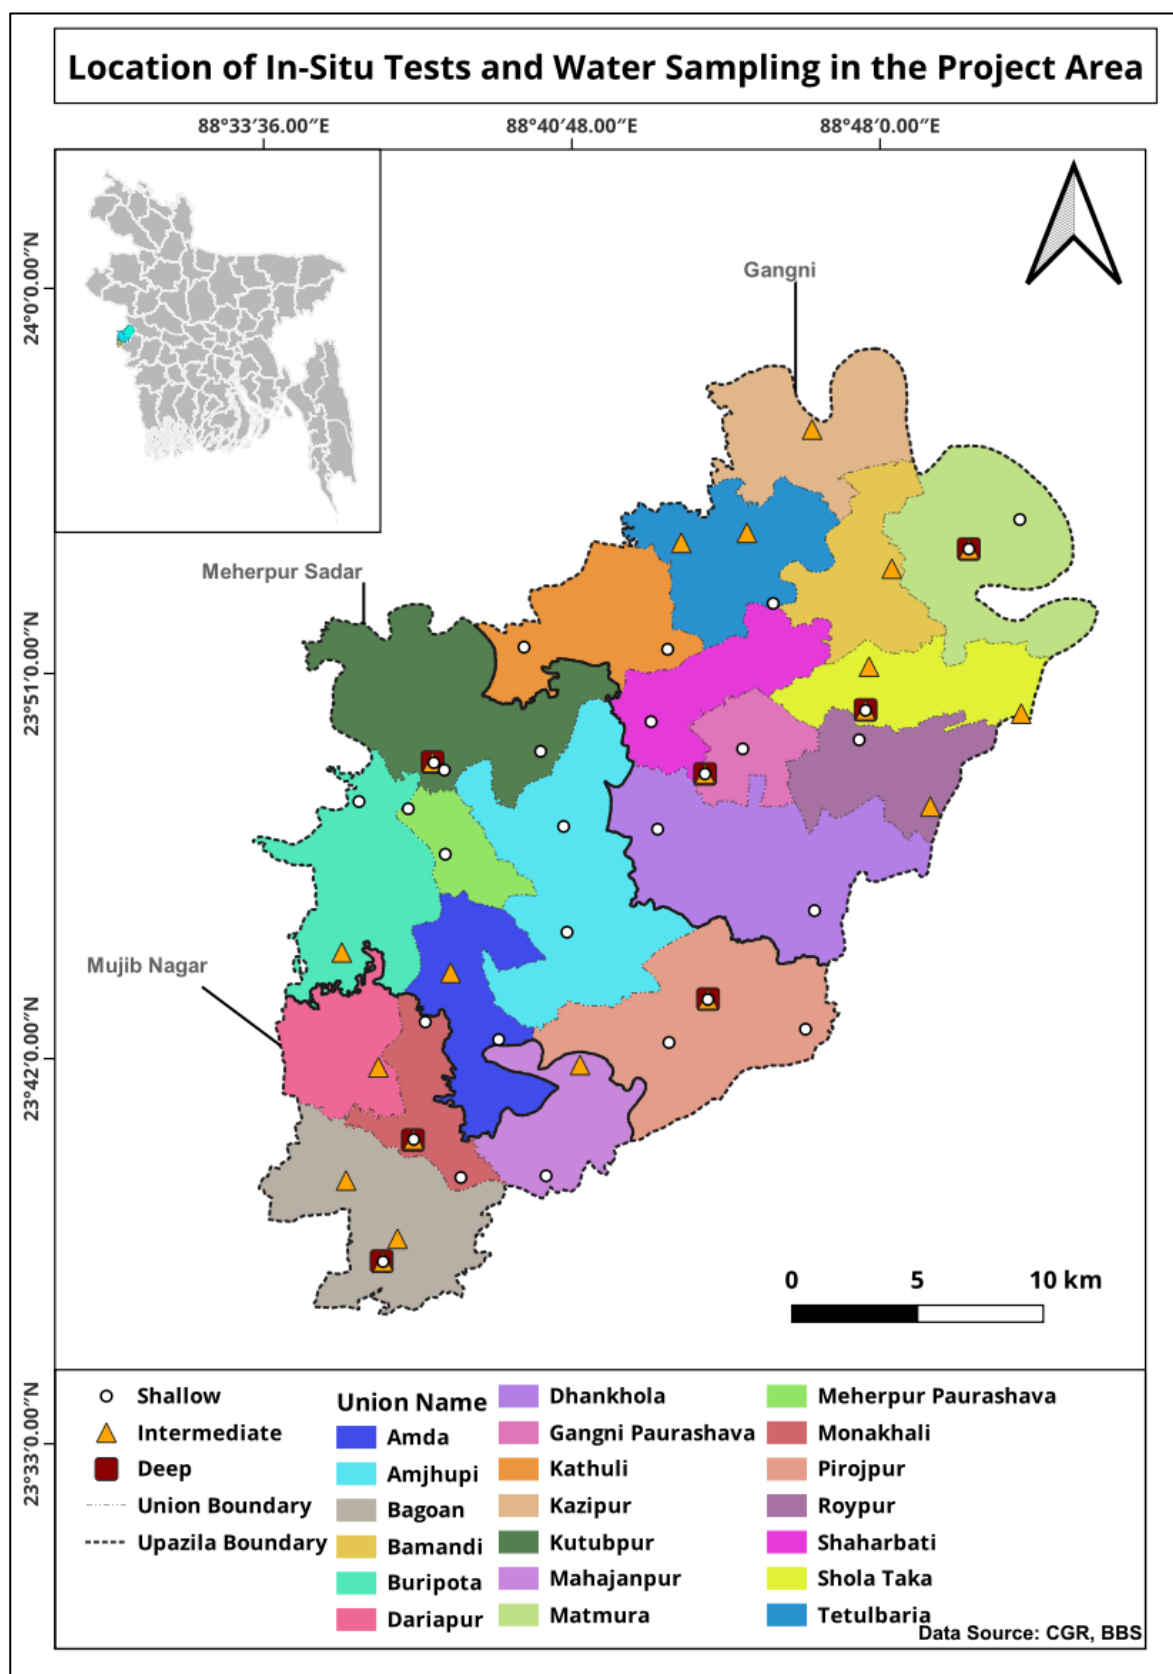 Location of In-Situ Tests and Water Sampling in the Project Area
88°33′36.00″E
88°40′48.00″E
88°48′0.00″E
24°0′0.00″N
23°51′0.00″N
23°42′0.00″N
23°33′0.00″N
Gangni
Meherpur Sadar
Mujib Nagar
0 5 10 km
Shallow
Intermediate
Deep
Union Boundary
Upazila Boundary
Union Name
Amda
Amjhupi
Bagoan
Bamandi
Buripota
Dariapur
Dhankhola
Gangni Paurashava
Kathuli
Kazipur
Kutubpur
Mahajanpur
Matmura
Meherpur Paurashava
Monakhali
Pirojpur
Roypur
Shaharbati
Shola Taka
Tetulbaria
Data Source: CGR, BBS